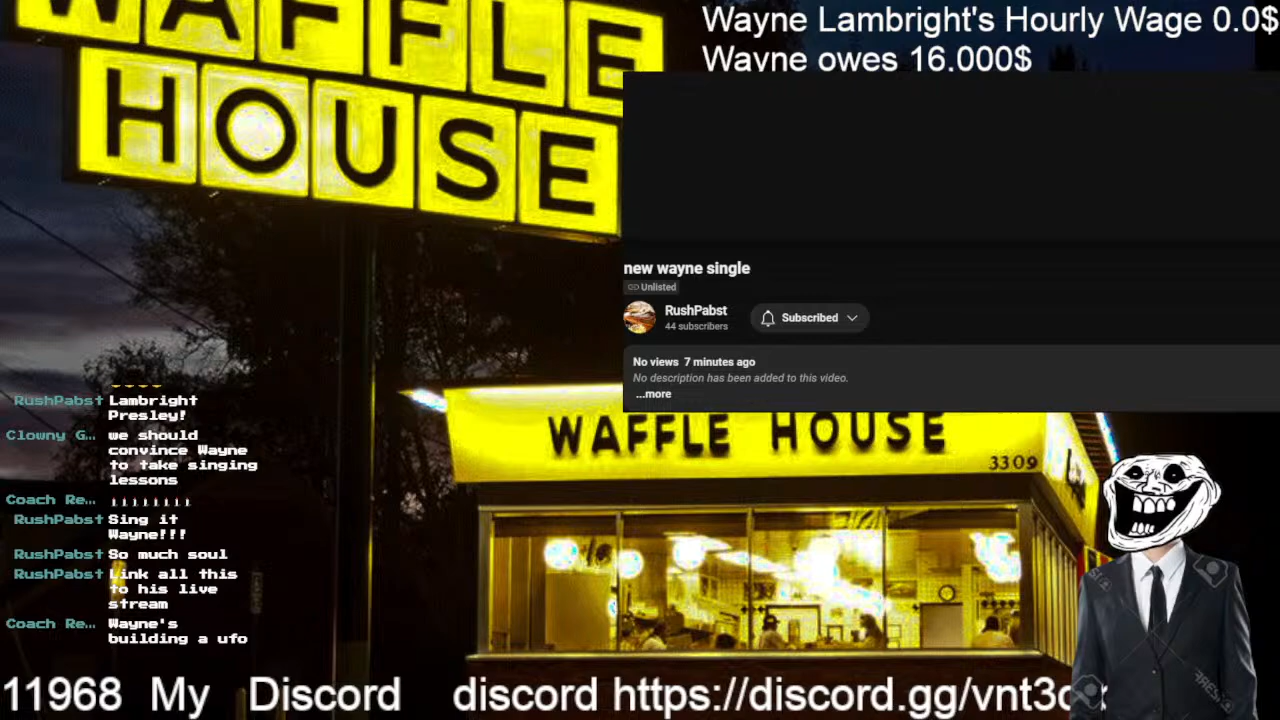 WAFFLE
HOUSE
Wayne Lambright's Hourly Wage 0.0$
Wayne owes 16.000$
new wayne single
Unlisted
RushPabst
44 subscribers
Subscribed
No views 7 minutes ago
No description has been added to this video.
...more
WAFFLE HOUSE
3309
RushPabst Lambright
Presley!
Clowny G... we should
convince Wayne
to take singing
lessons
Coach Re...
RushPabst Sing it
Wayne!!!
RushPabst So much soul
RushPabst Link all this
to his live
stream
Coach Re... Wayne's
building a ufo
11968 My Discord discord https://discord.gg/vnt3